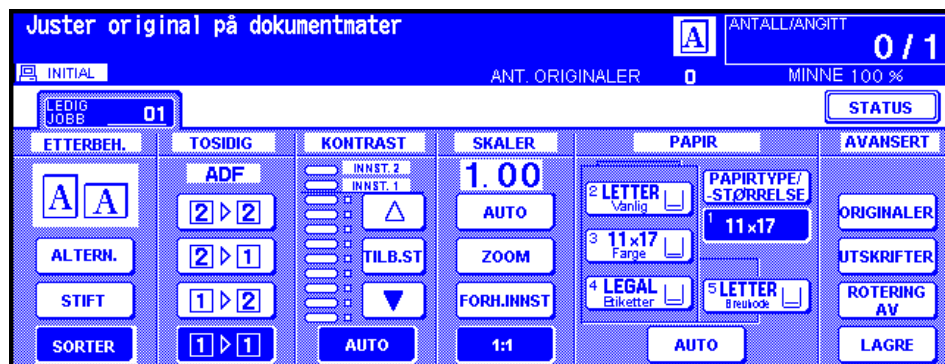 Juster original på dokumentmater
ANTALL/ANGITT
0 / 1
INITIAL
ANT. ORIGINALER 0
MINNE 100 %
LEDIG
JOBB 01
STATUS
ETTERBEH.
TOSIDIG
KONTRAST
SKALER
PAPIR
AVANSERT
A A
ALTERN.
STIFT
SORTER
ADF
2 ▷ 2
2 ▷ 1
1 ▷ 2
1 ▷ 1
INNST. 2
INNST. 1
TILB.ST
AUTO
1.00
AUTO
ZOOM
FORH.INNST
1:1
2 LETTER
Vanlig
3 11x17
Farge
4 LEGAL
Etiketter
PAPIRTYPE/
-STØRRELSE
1 11x17
5 LETTER
AUTO
ORIGINALER
UTSKRIFTER
ROTERING
AV
LAGRE